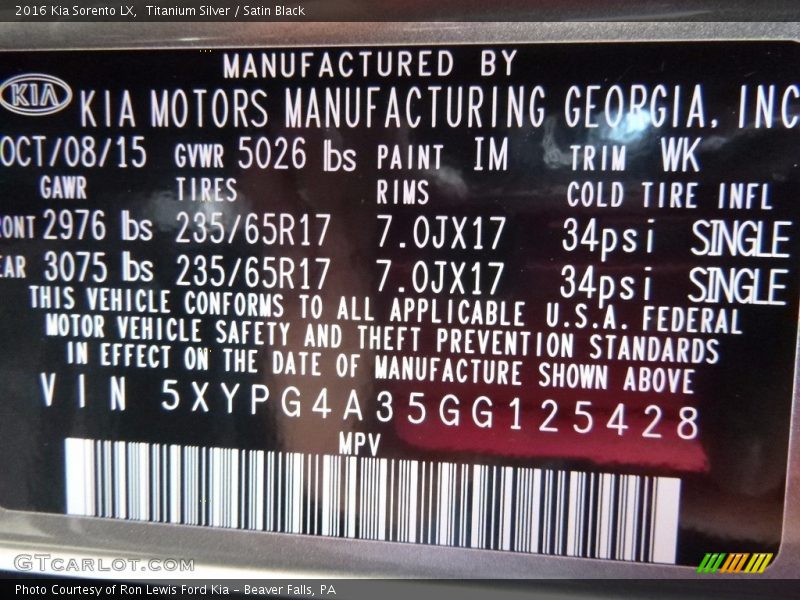 2016 Kia Sorento LX, Titanium Silver / Satin Black
MANUFACTURED BY
KIA KIA MOTORS MANUFACTURING GEORGIA, INC
OCT/08/15 GVWR 5026 lbs PAINT IM TRIM WK
GAWR TIRES RIMS COLD TIRE INFL
RONT 2976 lbs 235/65R17 7.0JX17 34psi SINGLE
EAR 3075 lbs 235/65R17 7.0JX17 34psi SINGLE
THIS VEHICLE CONFORMS TO ALL APPLICABLE U.S.A. FEDERAL
MOTOR VEHICLE SAFETY AND THEFT PREVENTION STANDARDS
IN EFFECT ON THE DATE OF MANUFACTURE SHOWN ABOVE
VIN 5XYPG4A35GG125428
MPV
GTCARLOT.COM
Photo Courtesy of Ron Lewis Ford Kia - Beaver Falls, PA